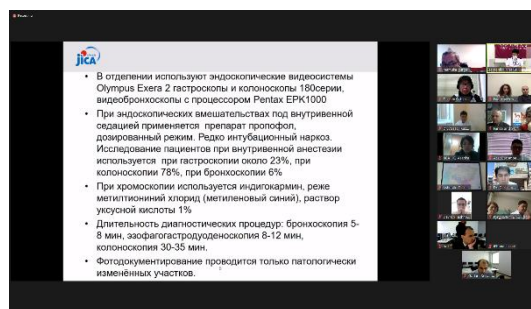 JICA
• В отделении используют эндоскопические видеосистемы
Olympus Exera 2 гастроскопы и колоноскопы 180серии,
видеобронхоскопы с процессором Pentax EPK1000
• При эндоскопических вмешательствах под внутривенной
седацией применяется препарат пропофол,
дозированный режим. Редко интубационный наркоз.
Исследование пациентов при внутривенной анестезии
используется при гастроскопии около 23%, при
колоноскопии 78%, при бронхоскопии 6%
• При хромоскопии используется индигокармин, реже
метилтиониний хлорид (метиленовый синий), раствор
уксусной кислоты 1%
• Длительность диагностических процедур: бронхоскопия 5-
8 мин, эзофагогастродуоденоскопия 8-12 мин,
колоноскопия 30-35 мин.
• Фотодокументирование проводится только патологически
изменённых участков.